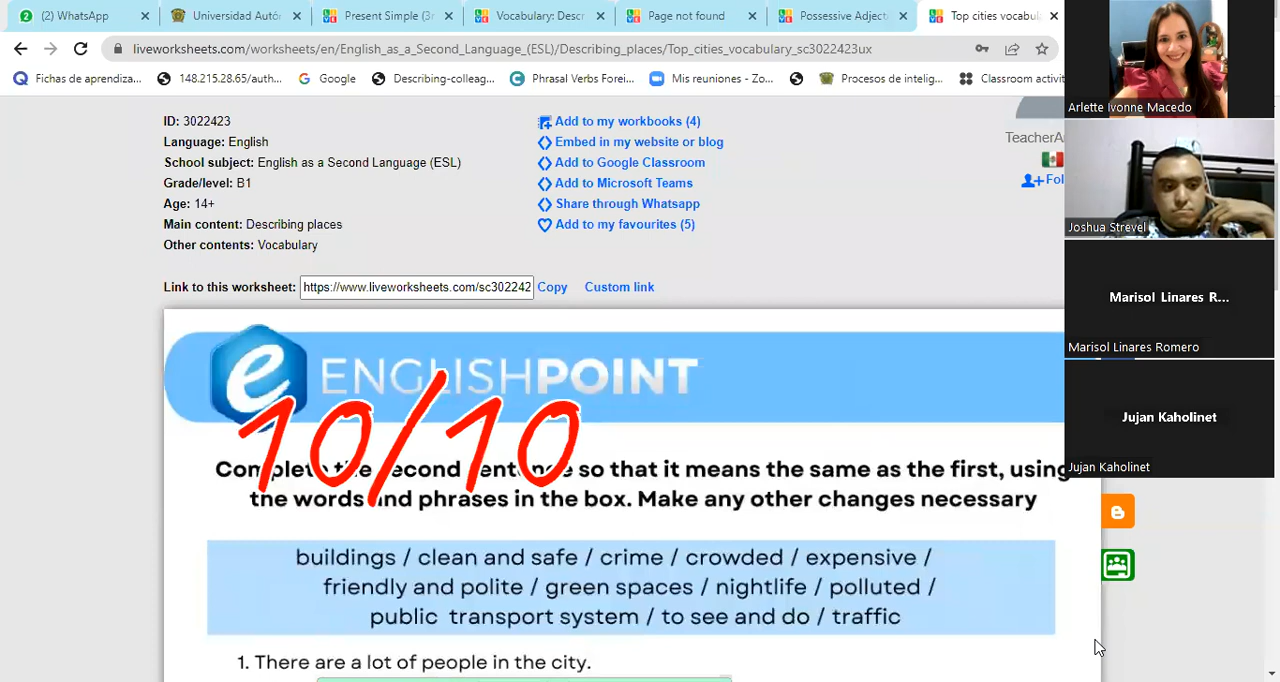 (2) WhatsApp
Universidad Autón
Present Simple (3r
Vocabulary: Descr
Page not found
Possessive Adjecti
Top cities vocabul
liveworksheets.com/worksheets/en/English_as_a_Second_Language_(ESL)/Describing_places/Top_cities_vocabulary_sc3022423ux
Fichas de aprendiza...
148.215.28.65/auth...
Google
Describing-colleag...
Phrasal Verbs Forei...
Mis reuniones - Zo...
Procesos de intelig...
Classroom activit
Arlette Ivonne Macedo
ID: 3022423
Language: English
School subject: English as a Second Language (ESL)
Grade/level: B1
Age: 14+
Main content: Describing places
Other contents: Vocabulary
Add to my workbooks (4)
Embed in my website or blog
Add to Google Classroom
Add to Microsoft Teams
Share through Whatsapp
Add to my favourites (5)
TeacherA
Fol
Joshua Strevel
Link to this worksheet: https://www.liveworksheets.com/sc302242 Copy Custom link
Marisol Linares R...
Marisol Linares Romero
Jujan Kaholinet
Jujan Kaholinet
e ENGLISHPOINT
10/10
Complete the second sentence so that it means the same as the first, using
the words and phrases in the box. Make any other changes necessary
buildings / clean and safe / crime / crowded / expensive /
friendly and polite / green spaces / nightlife / polluted /
public transport system / to see and do / traffic
1. There are a lot of people in the city.